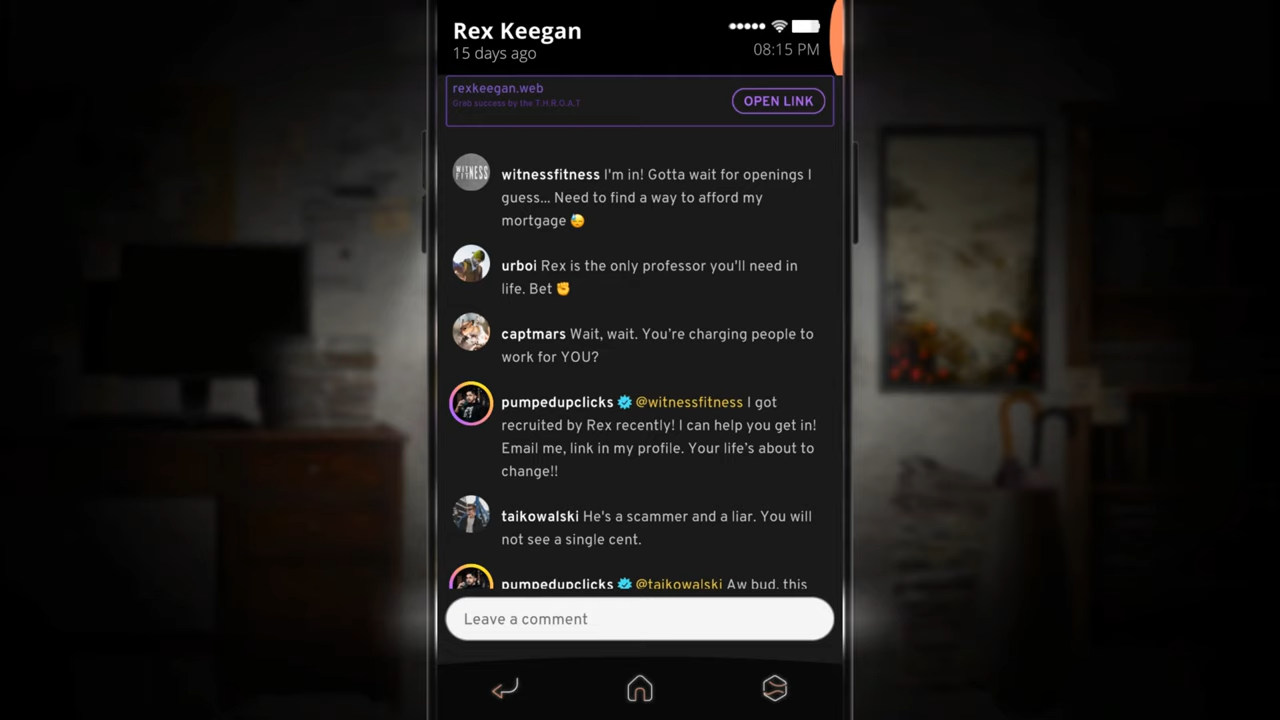 Rex Keegan
15 days ago
08:15 PM
rexkeegan.web
Grab success by the T.H.R.O.A.T
OPEN LINK
WITNESS
FITNESS
witnessfitness I'm in! Gotta wait for openings I
guess... Need to find a way to afford my
mortgage 😓
urboi Rex is the only professor you'll need in
life. Bet ✊
captmars Wait, wait. You’re charging people to
work for YOU?
pumpedupclicks @witnessfitness I got
recruited by Rex recently! I can help you get in!
Email me, link in my profile. Your life’s about to
change!!
taikowalski He's a scammer and a liar. You will
not see a single cent.
pumpedupclicks @taikowalski Aw bud, this
Leave a comment